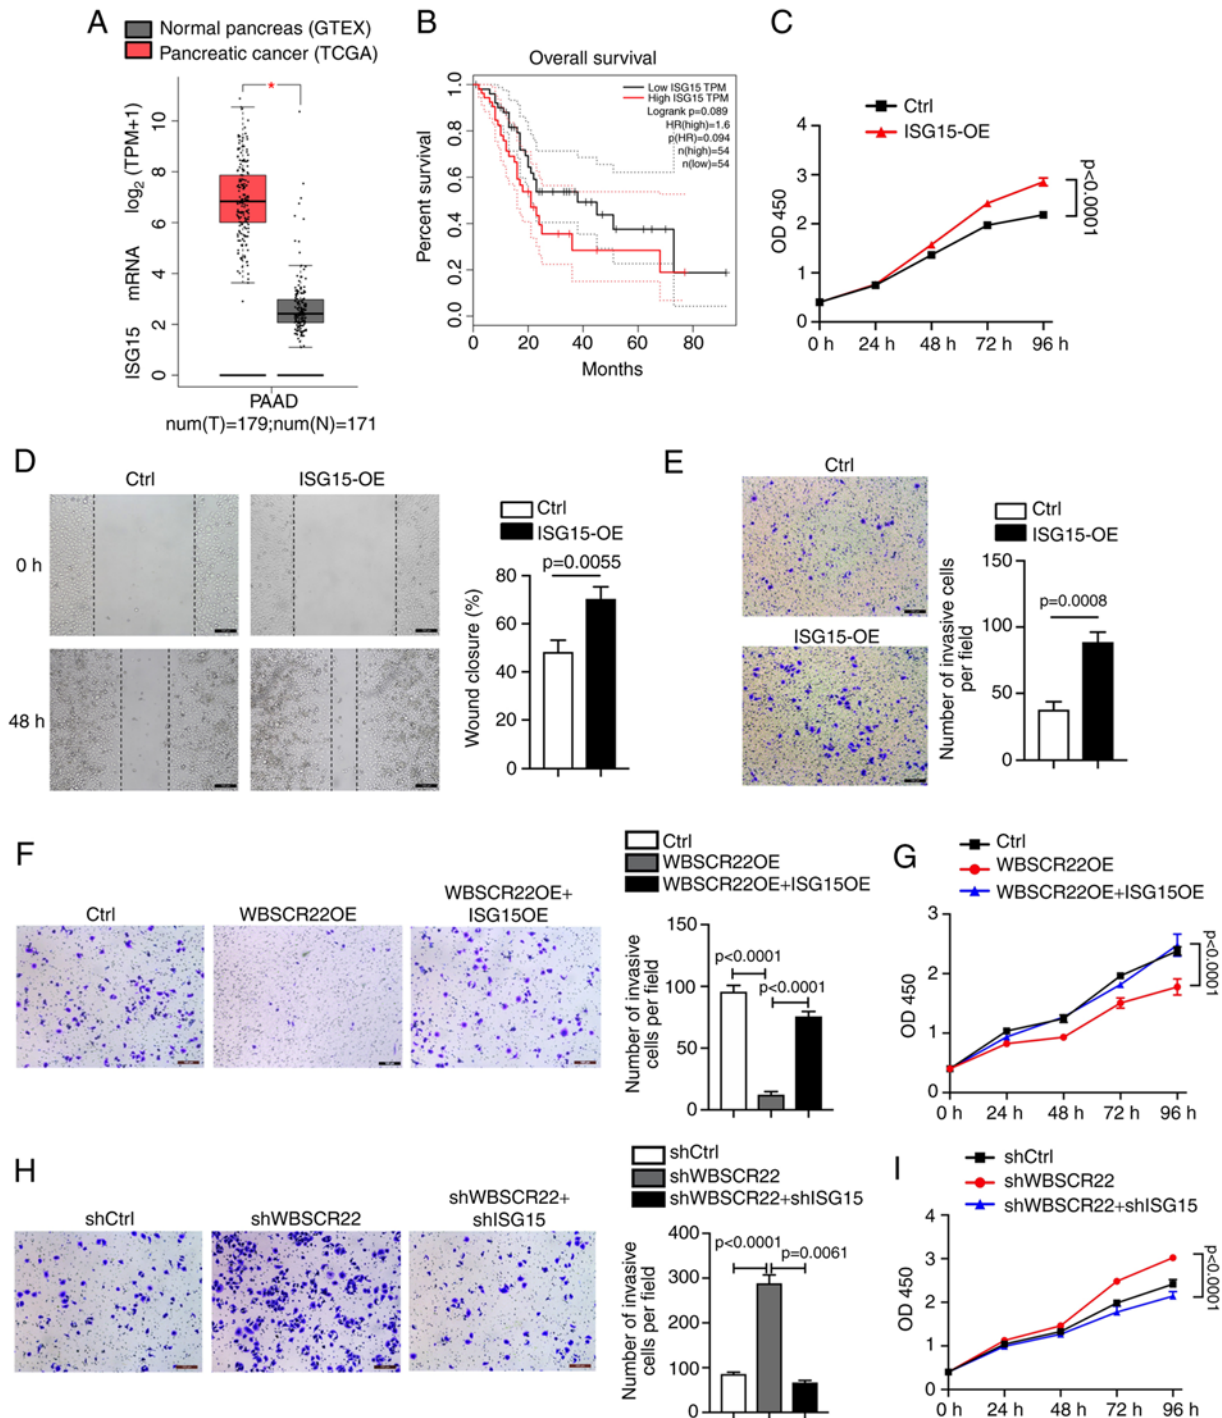 A
Normal pancreas (GTEX)
Pancreatic cancer (TCGA)
*
ISG15 mRNA log2 (TPM+1)
10
8
6
4
2
0
PAAD
num(T)=179;num(N)=171
B
Overall survival
Low ISG15 TPM
High ISG15 TPM
Logrank p=0.089
HR(high)=1.6
p(HR)=0.094
n(high)=54
n(low)=54
Percent survival
1.0
0.8
0.6
0.4
0.2
0.0
0 20 40 60 80
Months
C
Ctrl
ISG15-OE
OD 450
4
3
2
1
0
p<0.0001
0 h 24 h 48 h 72 h 96 h
D
Ctrl ISG15-OE
0 h
48 h
Ctrl
ISG15-OE
p=0.0055
Wound closure (%)
80
60
40
20
0
E
Ctrl
ISG15-OE
Ctrl
ISG15-OE
p=0.0008
Number of invasive cells
per field
150
100
50
0
F
Ctrl
WBSCR22OE
WBSCR22OE+
ISG15OE
Ctrl
WBSCR22OE
WBSCR22OE+ISG15OE
p<0.0001
p<0.0001
Number of invasive
cells per field
150
100
50
0
G
Ctrl
WBSCR22OE
WBSCR22OE+ISG15OE
OD 450
3
2
1
0
p<0.0001
0 h 24 h 48 h 72 h 96 h
H
shCtrl
shWBSCR22
shWBSCR22+
shISG15
shCtrl
shWBSCR22
shWBSCR22+shISG15
p<0.0001
p=0.0061
Number of invasive
cells per field
400
300
200
100
0
I
shCtrl
shWBSCR22
shWBSCR22+shISG15
OD 450
4
3
2
1
0
p<0.0001
0 h 24 h 48 h 72 h 96 h